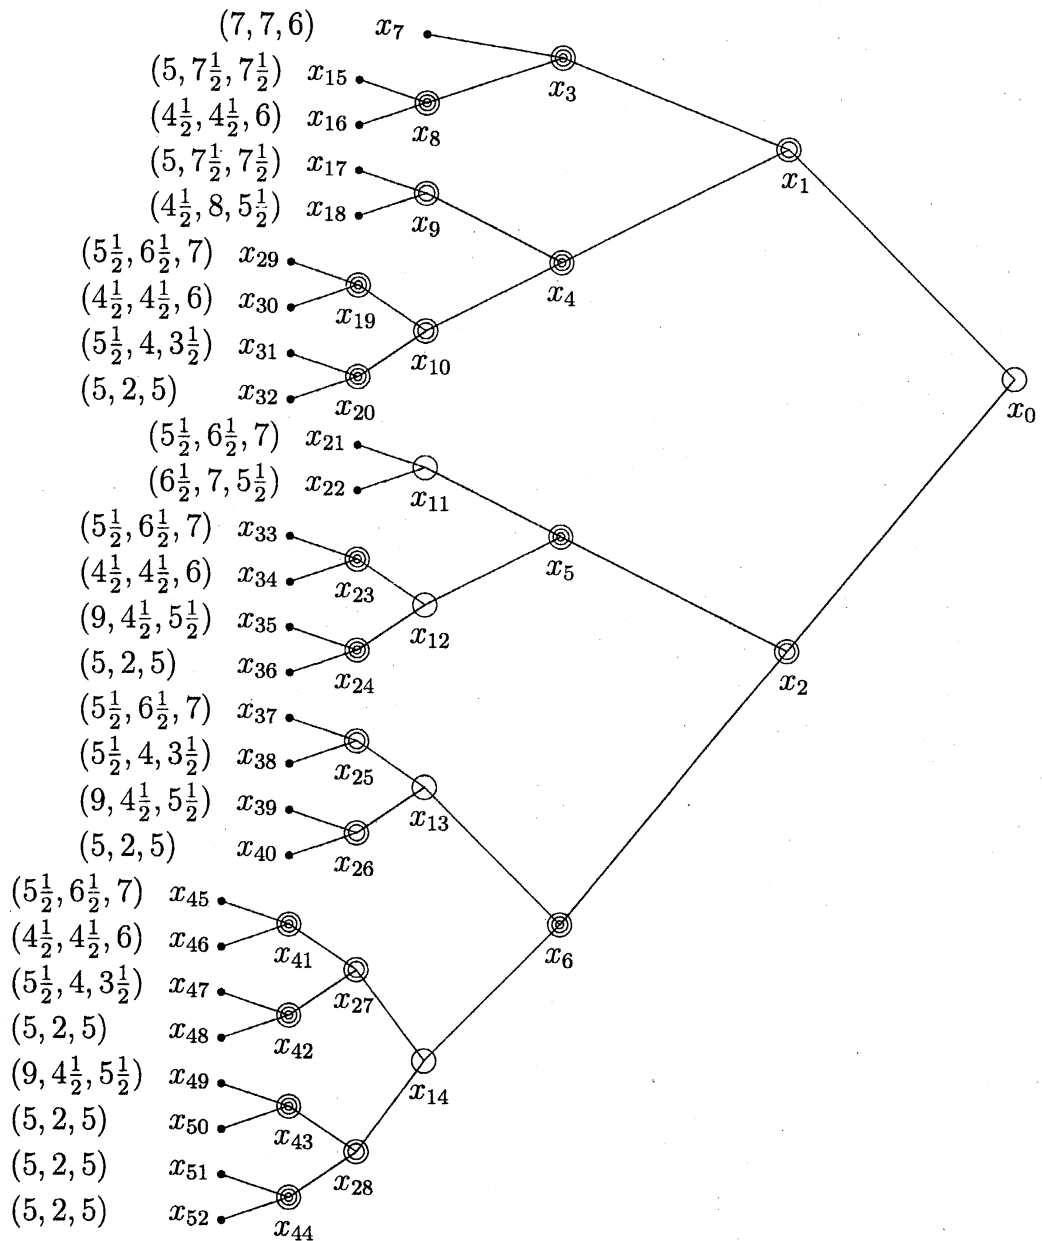 (7, 7, 6) x₇
x₃
(5, 7½, 7½) x₁₅
(4½, 4½, 6) x₁₆
x₈
(5, 7½, 7½) x₁₇
x₁
(4½, 8, 5½) x₁₈
x₉
(5½, 6½, 7) x₂₉
(4½, 4½, 6) x₃₀
x₄
x₁₉
(5½, 4, 3½) x₃₁
x₁₀
(5, 2, 5) x₃₂
x₂₀
x₀
(5½, 6½, 7) x₂₁
(6½, 7, 5½) x₂₂
x₁₁
(5½, 6½, 7) x₃₃
(4½, 4½, 6) x₃₄
x₂₃
x₅
(9, 4½, 5½) x₃₅
x₁₂
(5, 2, 5) x₃₆
x₂₄
x₂
(5½, 6½, 7) x₃₇
(5½, 4, 3½) x₃₈
x₂₅
(9, 4½, 5½) x₃₉
x₁₃
(5, 2, 5) x₄₀
x₂₆
(5½, 6½, 7) x₄₅
(4½, 4½, 6) x₄₆
x₄₁
x₆
(5½, 4, 3½) x₄₇
x₂₇
(5, 2, 5) x₄₈
x₄₂
(9, 4½, 5½) x₄₉
x₁₄
(5, 2, 5) x₅₀
x₄₃
(5, 2, 5) x₅₁
x₂₈
(5, 2, 5) x₅₂
x₄₄